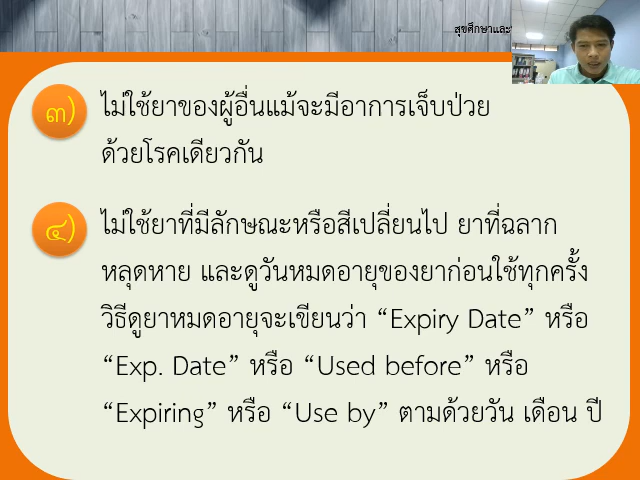 สุขศึกษาและ
๓) ไม่ใช้ยาของผู้อื่นแม้จะมีอาการเจ็บป่วย
ด้วยโรคเดียวกัน
๔) ไม่ใช้ยาที่มีลักษณะหรือสีเปลี่ยนไป ยาที่ฉลาก
หลุดหาย และดูวันหมดอายุของยาก่อนใช้ทุกครั้ง
วิธีดูยาหมดอายุจะเขียนว่า “Expiry Date” หรือ
“Exp. Date” หรือ “Used before” หรือ
“Expiring” หรือ “Use by” ตามด้วยวัน เดือน ปี